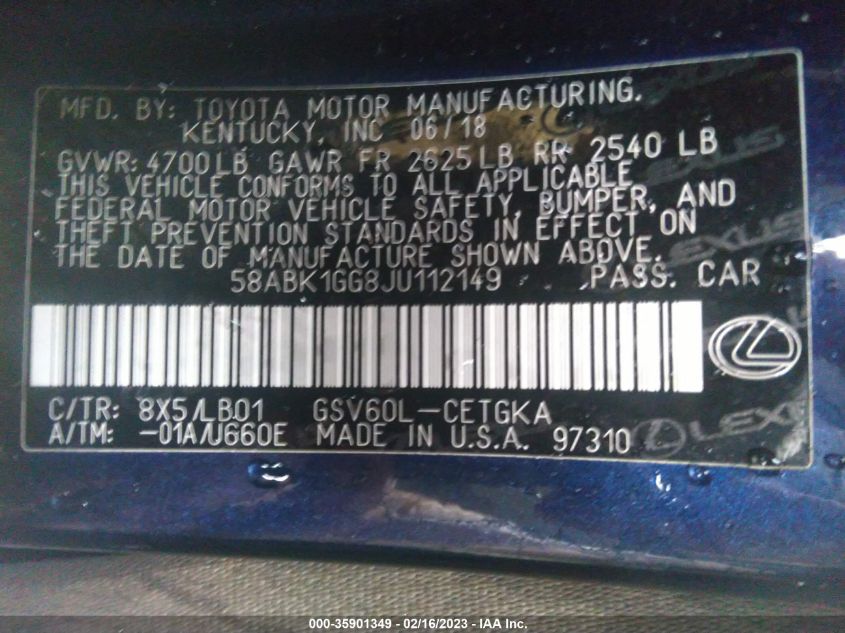 MFD. BY: TOYOTA MOTOR MANUFACTURING.
KENTUCKY, INC 06/18
GVWR: 4700LB GAWR FR 2625LB RR 2540 LB
THIS VEHICLE CONFORMS TO ALL APPLICABLE
FEDERAL MOTOR VEHICLE SAFETY, BUMPER, AND
THEFT PREVENTION STANDARDS IN EFFECT ON
THE DATE OF MANUFACTURE SHOWN ABOVE.
58ABK1GG8JU112149 PASS. CAR
C/TR: 8X5/LB01 GSV60L-CETGKA
A/TM: -01A/U660E MADE IN U.S.A. 97310
LEXUS
LEXUS
000-35901349 - 02/16/2023 - IAA Inc.